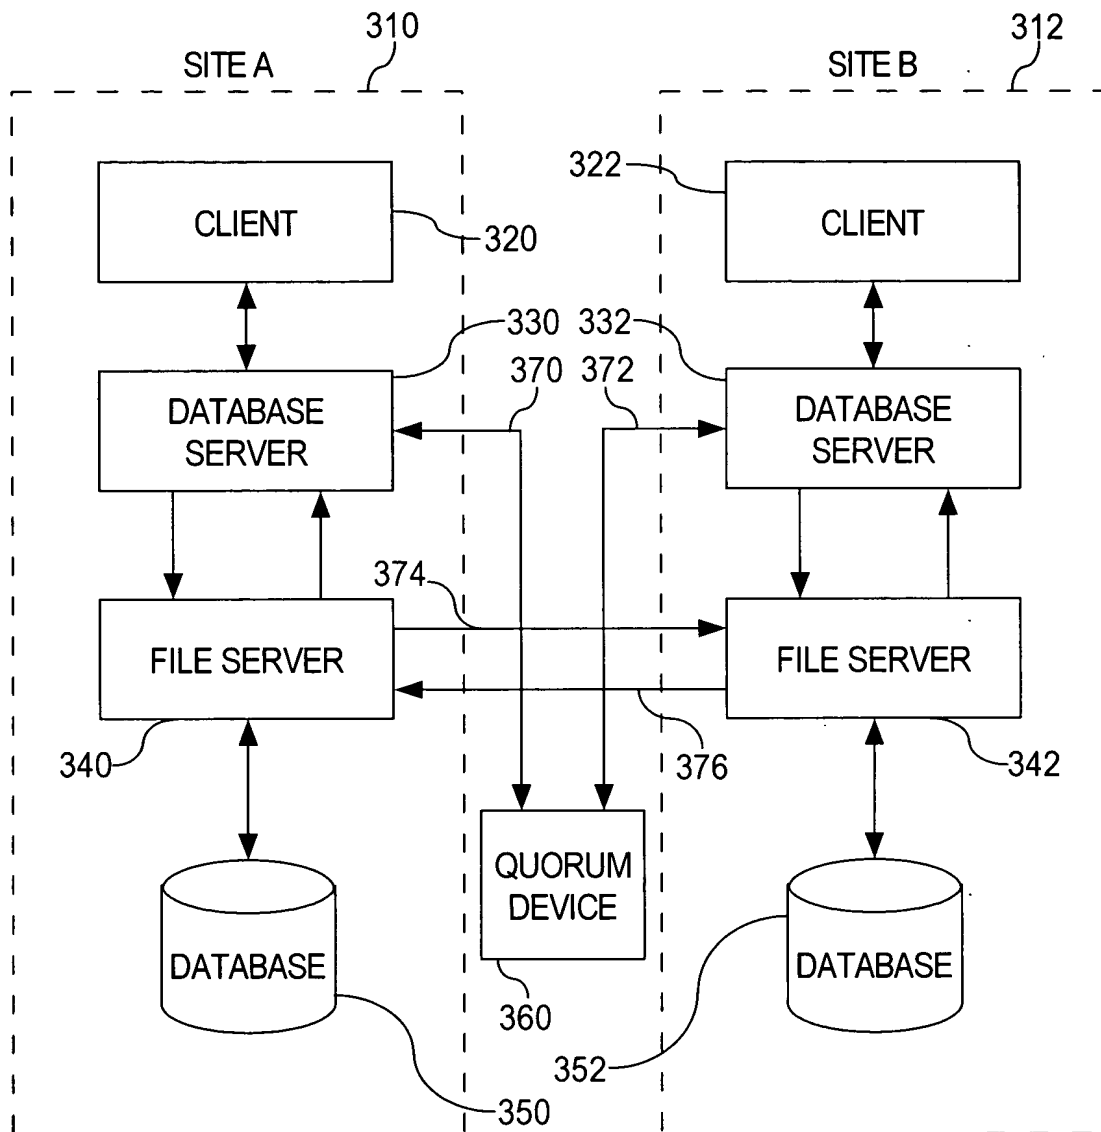 310
312
SITE A
SITE B
322
CLIENT
320
CLIENT
330
332
370
372
DATABASE
SERVER
DATABASE
SERVER
374
FILE SERVER
FILE SERVER
340
376
342
QUORUM
DEVICE
DATABASE
DATABASE
360
352
350